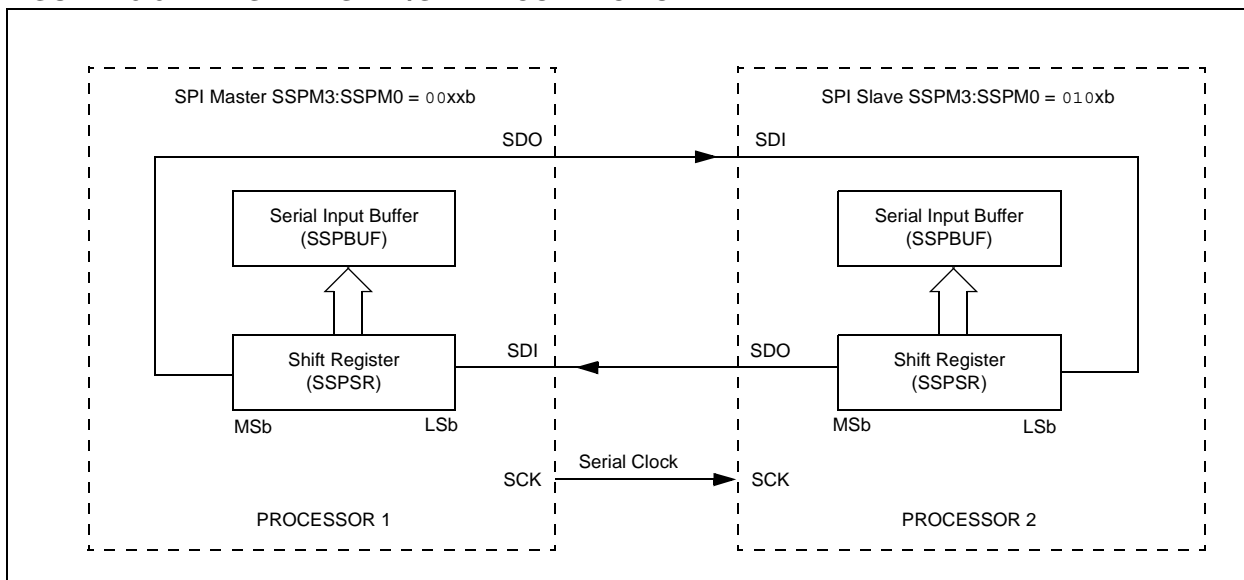 SPI Master SSPM3:SSPM0 = 00xxb
SPI Slave SSPM3:SSPM0 = 010xb
SDO
SDI
Serial Input Buffer
(SSPBUF)
Serial Input Buffer
(SSPBUF)
Shift Register
(SSPSR)
SDI
SDO
Shift Register
(SSPSR)
MSb
LSb
MSb
LSb
Serial Clock
SCK
SCK
PROCESSOR 1
PROCESSOR 2